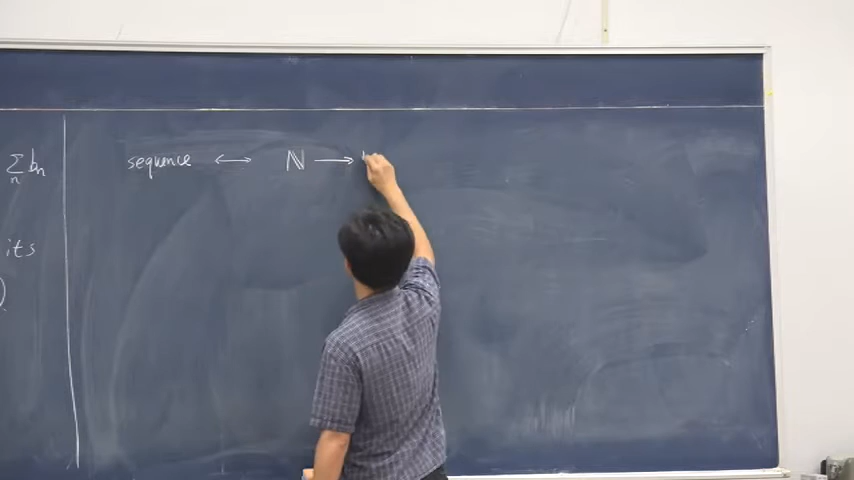 ∑ bₙ
n
its
)
sequence ↔ ℕ →